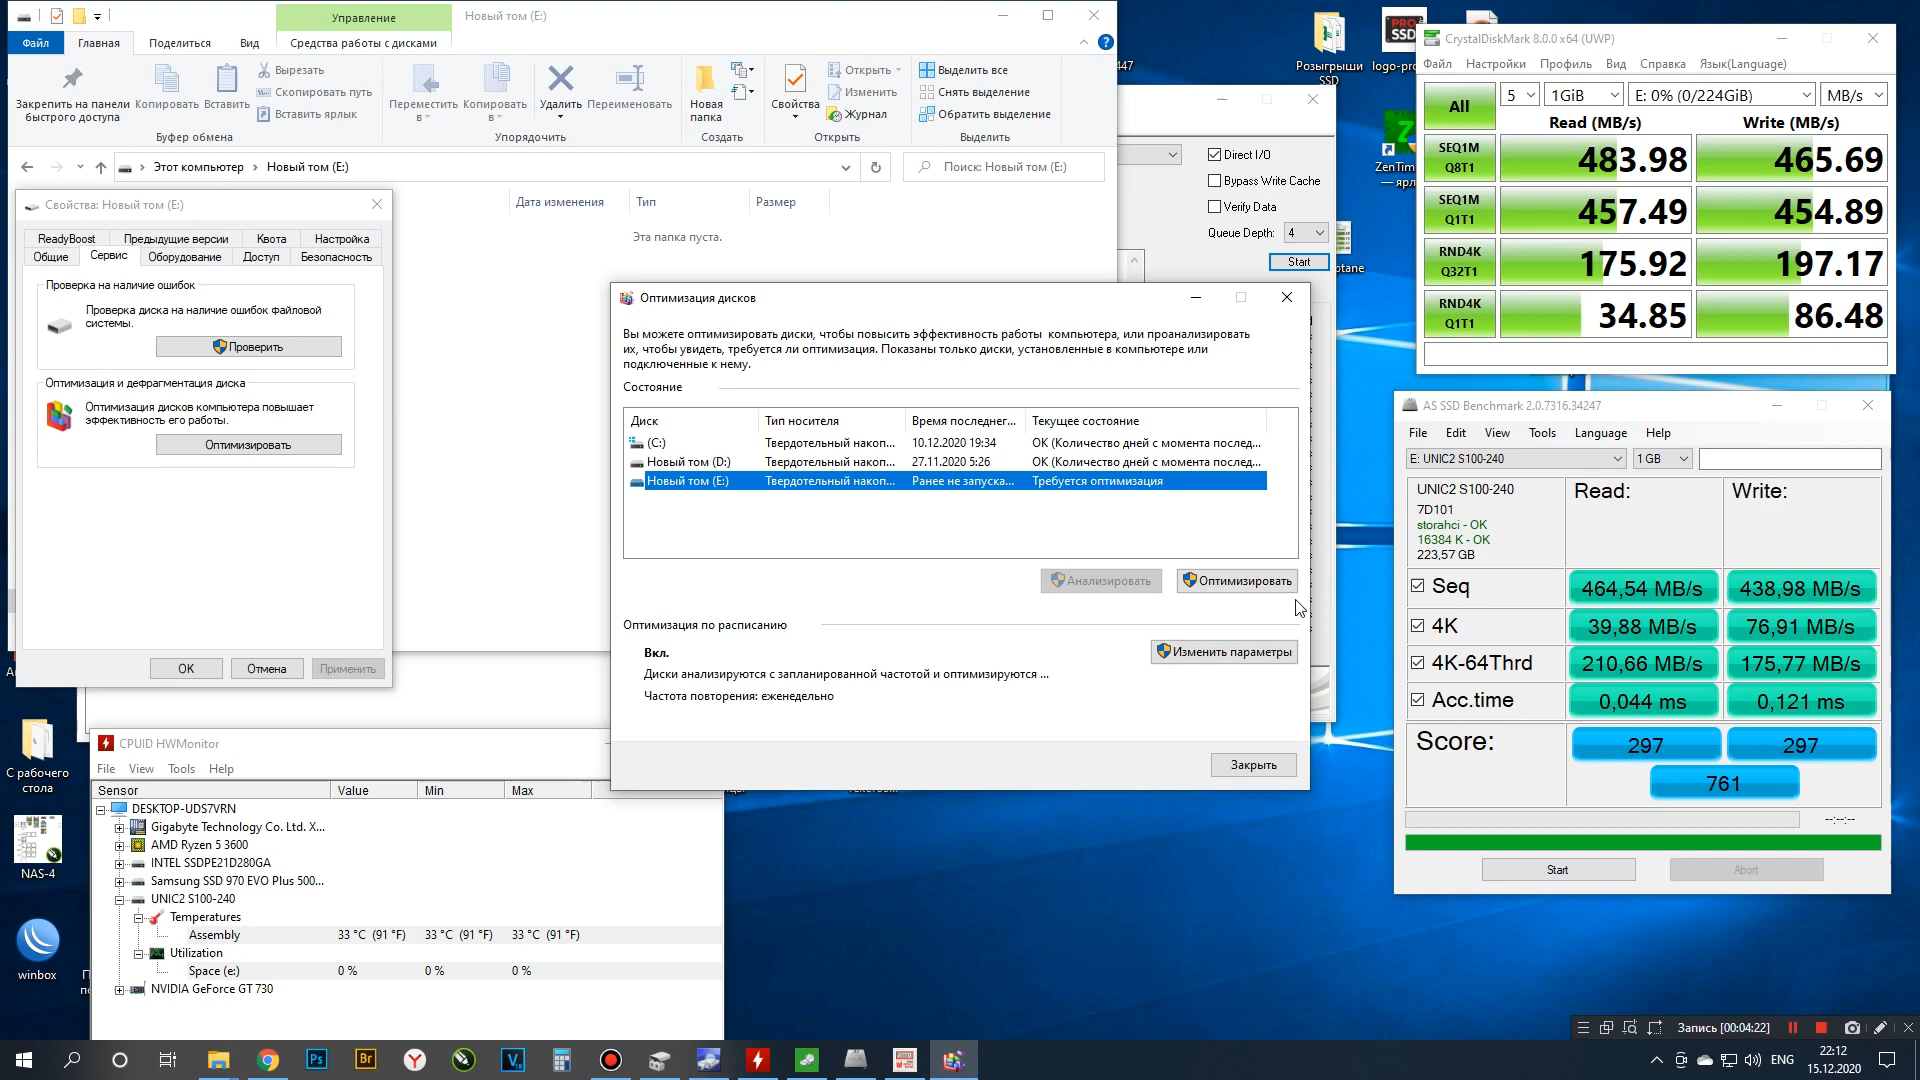 Управление
Новый том (E:)
Файл
Главная
Поделиться
Вид
Средства работы с дисками
Закрепить на панели быстрого доступа
Копировать
Вставить
Вырезать
Скопировать путь
Вставить ярлык
Буфер обмена
Переместить в
Копировать в
Удалить
Переименовать
Упорядочить
Новая папка
Создать
Свойства
Открыть
Изменить
Журнал
Открыть
Выделить все
Снять выделение
Обратить выделение
Выделить
Этот компьютер
Новый том (E:)
Поиск: Новый том (E:)
Дата изменения
Тип
Размер
Эта папка пуста.
Свойства: Новый том (E:)
ReadyBoost
Предыдущие версии
Квота
Настройка
Общие
Сервис
Оборудование
Доступ
Безопасность
Проверка на наличие ошибок
Проверка диска на наличие ошибок файловой
системы.
Проверить
Оптимизация и дефрагментация диска
Оптимизация дисков компьютера повышает
эффективность его работы.
Оптимизировать
OK
Отмена
Применить
Direct I/O
Bypass Write Cache
Verify Data
Queue Depth: 4
Start
Оптимизация дисков
Вы можете оптимизировать диски, чтобы повысить эффективность работы компьютера, или проанализировать
их, чтобы увидеть, требуется ли оптимизация. Показаны только диски, установленные в компьютере или
подключенные к нему.
Состояние
Диск
Тип носителя
Время последнег...
Текущее состояние
(C:) Твердотельный накоп... 10.12.2020 19:34 ОК (Количество дней с момента послед...
Новый том (D:) Твердотельный накоп... 27.11.2020 5:26 ОК (Количество дней с момента послед...
Новый том (E:) Твердотельный накоп... Ранее не запуска... Требуется оптимизация
Анализировать
Оптимизировать
Оптимизация по расписанию
Вкл.
Изменить параметры
Диски анализируются с запланированной частотой и оптимизируются ...
Частота повторения: еженедельно
Закрыть
CPUID HWMonitor
File View Tools Help
Sensor Value Min Max
DESKTOP-UDS7VRN
Gigabyte Technology Co. Ltd. X...
AMD Ryzen 5 3600
INTEL SSDPE21D280GA
Samsung SSD 970 EVO Plus 500...
UNIC2 S100-240
Temperatures
Assembly 33 °C (91 °F) 33 °C (91 °F) 33 °C (91 °F)
Utilization
Space (e:) 0 % 0 % 0 %
NVIDIA GeForce GT 730
С рабочего
стола
NAS-4
winbox
Розыгрыши
SSD
PRO
SSD
ZenTim
— ярл
447
CrystalDiskMark 8.0.0 x64 (UWP)
Файл Настройки Профиль Вид Справка Язык(Language)
All
5
1GiB
E: 0% (0/224GiB)
MB/s
Read (MB/s)
Write (MB/s)
SEQ1M
Q8T1
483.98
465.69
SEQ1M
Q1T1
457.49
454.89
RND4K
Q32T1
175.92
197.17
RND4K
Q1T1
34.85
86.48
AS SSD Benchmark 2.0.7316.34247
File Edit View Tools Language Help
E: UNIC2 S100-240
1 GB
UNIC2 S100-240
7D101
storahci - OK
16384 K - OK
223,57 GB
Read:
Write:
Seq 464,54 MB/s 438,98 MB/s
4K 39,88 MB/s 76,91 MB/s
4K-64Thrd 210,66 MB/s 175,77 MB/s
Acc.time 0,044 ms 0,121 ms
Score: 297 297
761
--:--:--
Start
Abort
Запись [00:04:22]
Ps
Br
ENG
22:12
15.12.2020